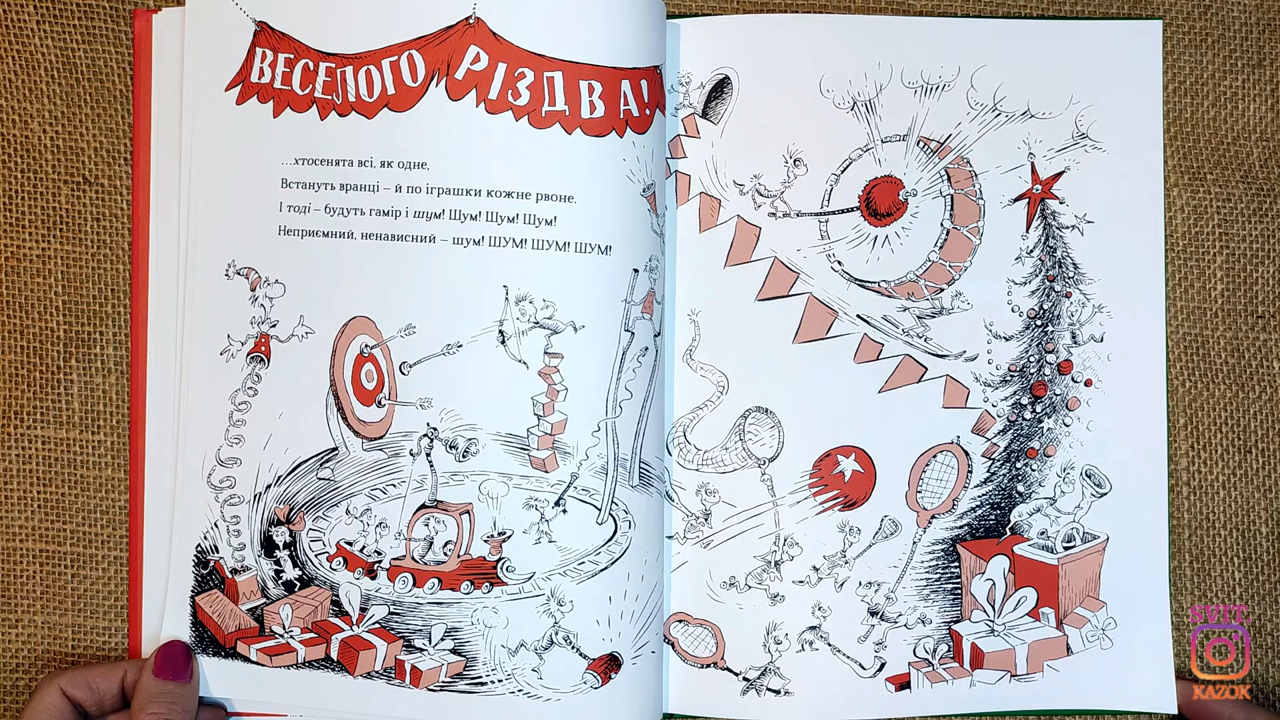 ВЕСЕЛОГО РІЗДВА!
...хтосенята всі, як одне,
Встануть вранці – й по іграшки кожне рвоне.
І тоді – будуть гамір і шум! Шум! Шум! Шум!
Неприємний, ненависний – шум! ШУМ! ШУМ! ШУМ!
SVIT.
KAZOK